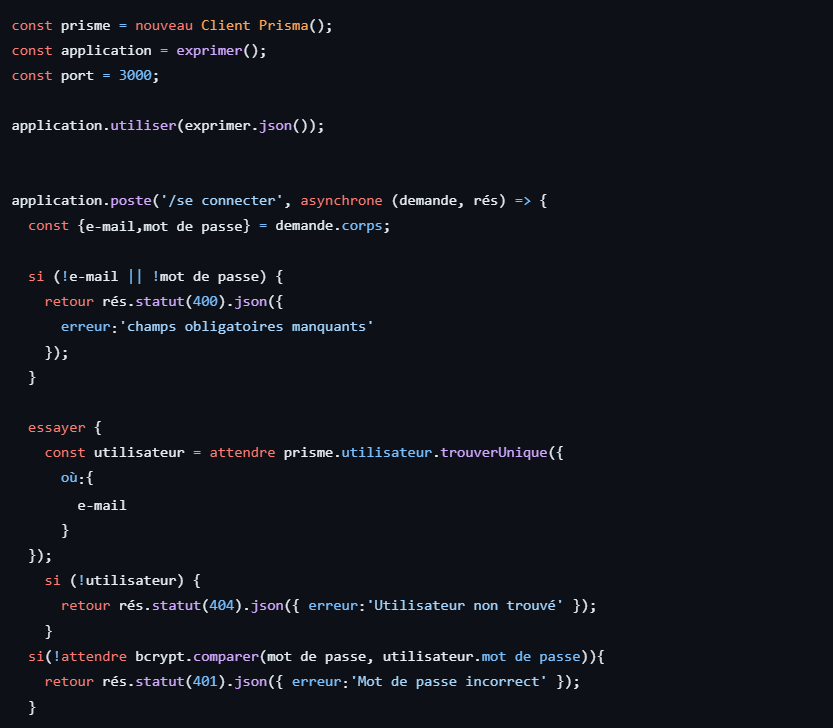 const prisme = nouveau Client Prisma();
const application = exprimer();
const port = 3000;
application.utiliser(exprimer.json());
application.poste('/se connecter', asynchrone (demande, rés) => {
const {e-mail,mot de passe} = demande.corps;
si (!e-mail || !mot de passe) {
retour rés.statut(400).json({
erreur:'champs obligatoires manquants'
});
}
essayer {
const utilisateur = attendre prisme.utilisateur.trouverUnique({
où:{
e-mail
}
});
si (!utilisateur) {
retour rés.statut(404).json({ erreur:'Utilisateur non trouvé' });
}
si(!attendre bcrypt.comparer(mot de passe, utilisateur.mot de passe)){
retour rés.statut(401).json({ erreur:'Mot de passe incorrect' });
}